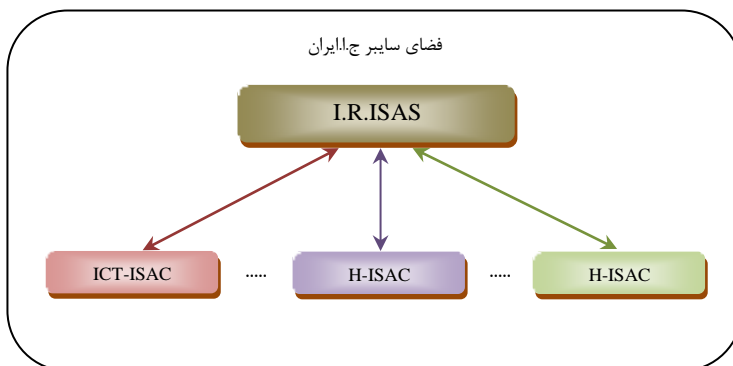 فضای سایبر ج.ا.ایران
I.R.ISAS
ICT-ISAC ..... H-ISAC ..... H-ISAC